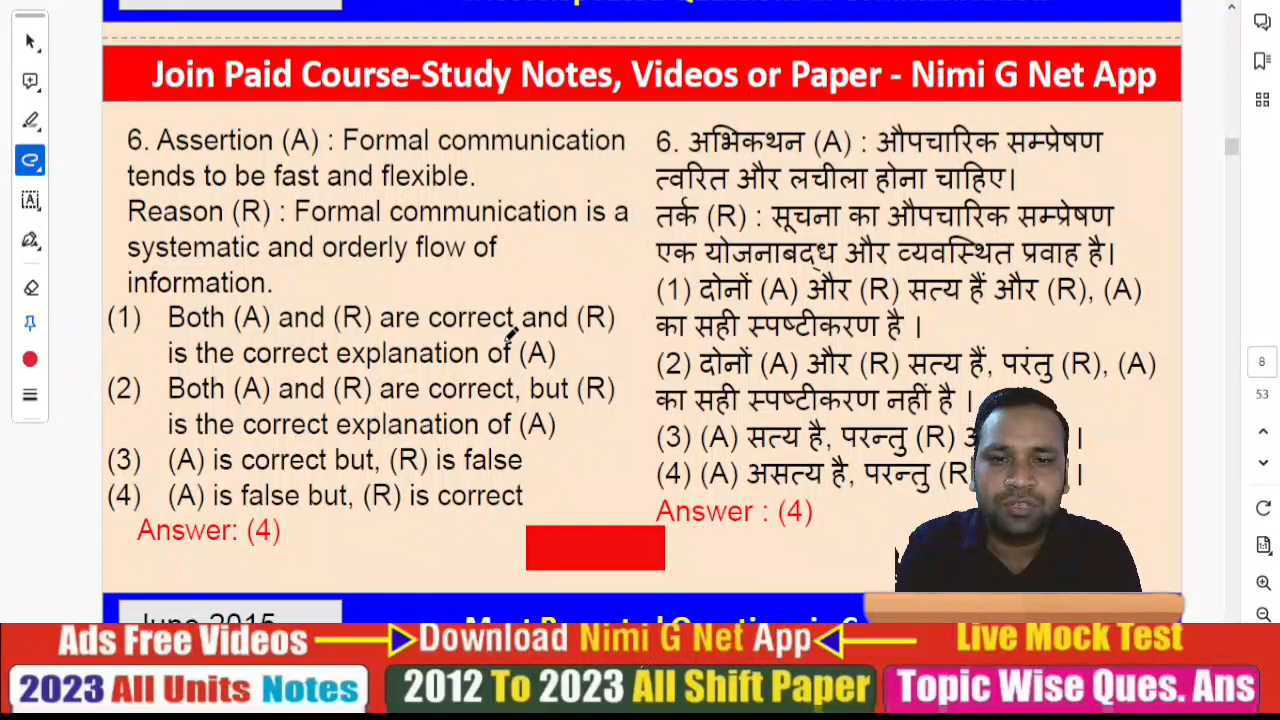 Join Paid Course-Study Notes, Videos or Paper - Nimi G Net App
6. Assertion (A) : Formal communication
tends to be fast and flexible.
Reason (R) : Formal communication is a
systematic and orderly flow of
information.
(1) Both (A) and (R) are correct and (R)
is the correct explanation of (A)
(2) Both (A) and (R) are correct, but (R)
is the correct explanation of (A)
(3) (A) is correct but, (R) is false
(4) (A) is false but, (R) is correct
Answer: (4)
6. अभिकथन (A) : औपचारिक सम्प्रेषण
त्वरित और लचीला होना चाहिए।
तर्क (R) : सूचना का औपचारिक सम्प्रेषण
एक योजनाबद्ध और व्यवस्थित प्रवाह है।
(1) दोनों (A) और (R) सत्य हैं और (R), (A)
का सही स्पष्टीकरण है ।
(2) दोनों (A) और (R) सत्य हैं, परंतु (R), (A)
का सही स्पष्टीकरण नहीं है ।
(3) (A) सत्य है, परन्तु (R)
(4) (A) असत्य है, परन्तु (R
Answer : (4)
8
53
Ads Free Videos
Download Nimi G Net App
Live Mock Test
2023 All Units Notes
2012 To 2023 All Shift Paper
Topic Wise Ques. Ans